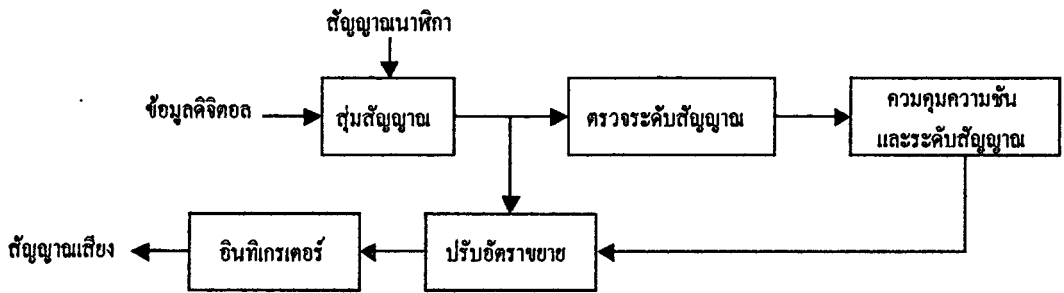 สัญญาณนาฬิกา
ข้อมูลดิจิตอล
สุ่มสัญญาณ
ตรวจระดับสัญญาณ
ควมคุมความชัน
และระดับสัญญาณ
สัญญาณเสียง
อินทิเกรเตอร์
ปรับอัตราขยาย